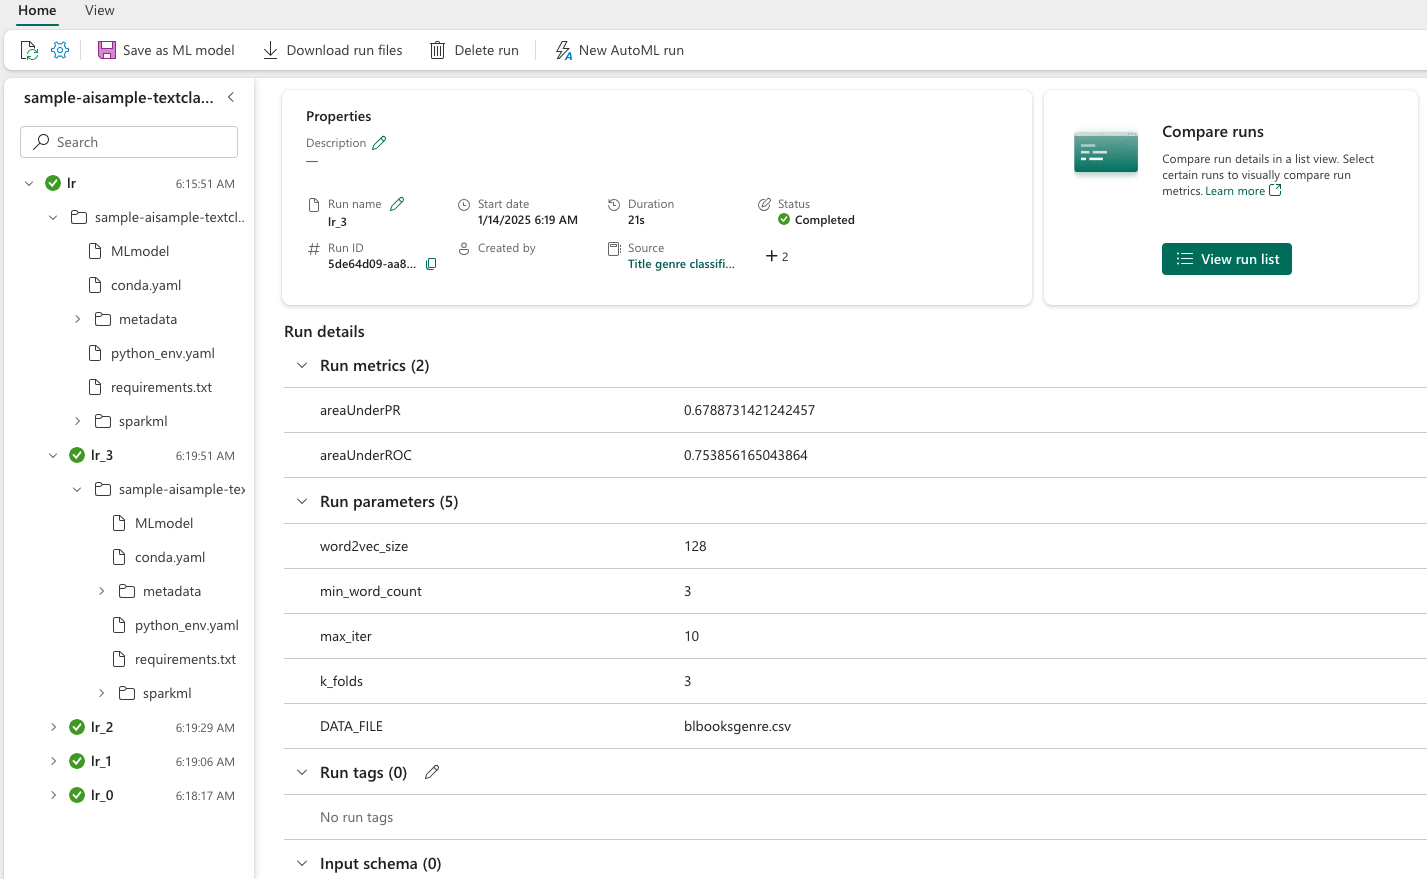 Home View
Save as ML model Download run files Delete run New AutoML run
sample-aisample-textcla...
Search
lr 6:15:51 AM
sample-aisample-textcl..
MLmodel
conda.yaml
metadata
python_env.yaml
requirements.txt
sparkml
lr_3 6:19:51 AM
sample-aisample-tex
MLmodel
conda.yaml
metadata
python_env.yaml
requirements.txt
sparkml
lr_2 6:19:29 AM
lr_1 6:19:06 AM
lr_0 6:18:17 AM
Properties
Description
—
Run name Start date Duration Status
lr_3 1/14/2025 6:19 AM 21s Completed
# Run ID Created by Source + 2
5de64d09-aa8... Title genre classifi...
Compare runs
Compare run details in a list view. Select
certain runs to visually compare run
metrics. Learn more
View run list
Run details
Run metrics (2)
areaUnderPR 0.6788731421242457
areaUnderROC 0.753856165043864
Run parameters (5)
word2vec_size 128
min_word_count 3
max_iter 10
k_folds 3
DATA_FILE blbooksgenre.csv
Run tags (0)
No run tags
Input schema (0)